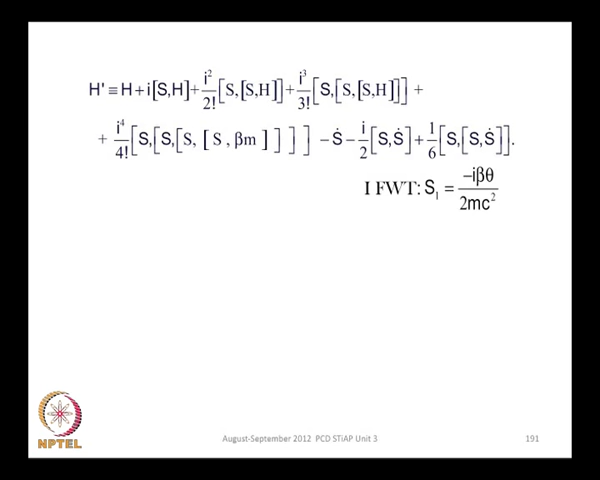 H' ≡ H + i [S,H] + i²/2! [S, [S,H]] + i³/3! [S, [S, [S,H]]] +
+ i⁴/4! [S, [S, [S, [ S , βm ] ] ] ] − Ṡ − i/2 [S, Ṡ] + 1/6 [S, [S, Ṡ]].
I FWT: S_I = −iβθ / 2mc²
NPTEL
August-September 2012 PCD STiAP Unit 3
191